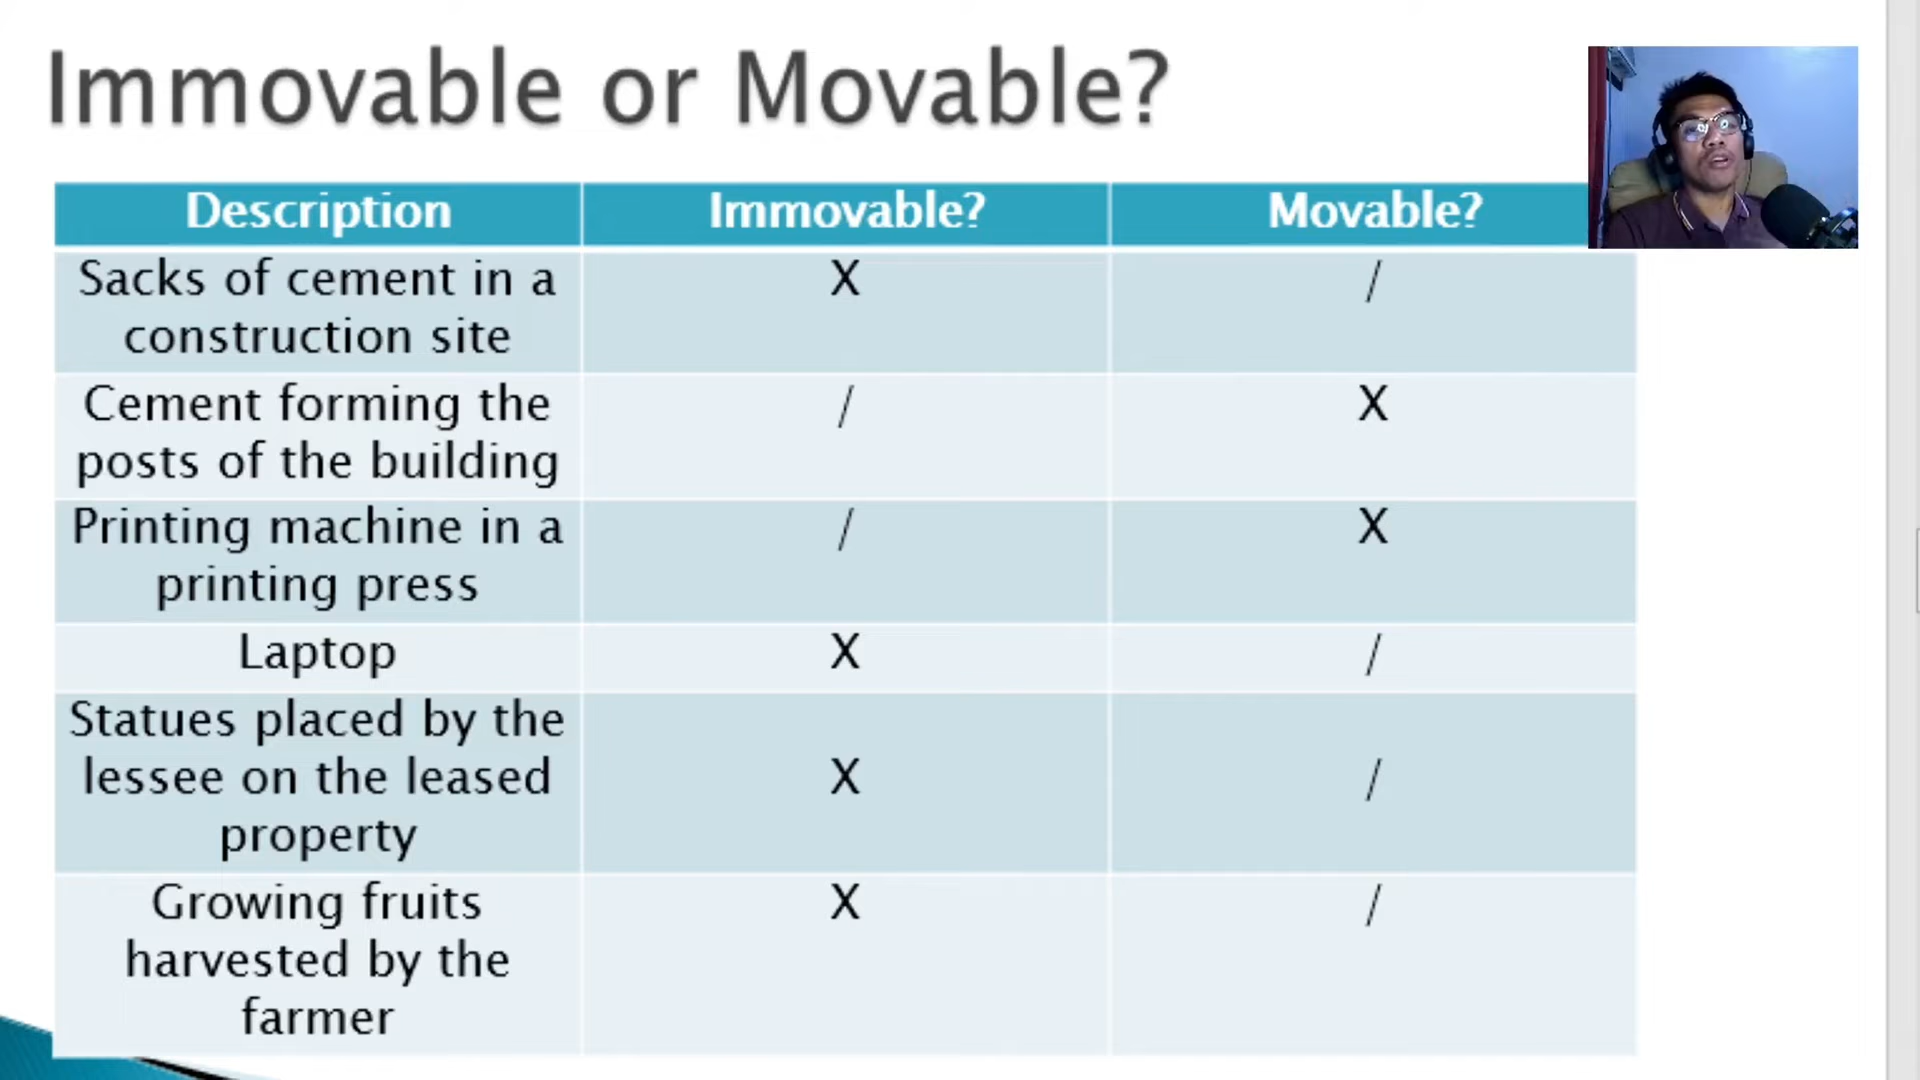 Immovable or Movable?
Description Immovable? Movable?
Sacks of cement in a X /
construction site
Cement forming the / X
posts of the building
Printing machine in a / X
printing press
Laptop X /
Statues placed by the
lessee on the leased X /
property
Growing fruits X /
harvested by the
farmer